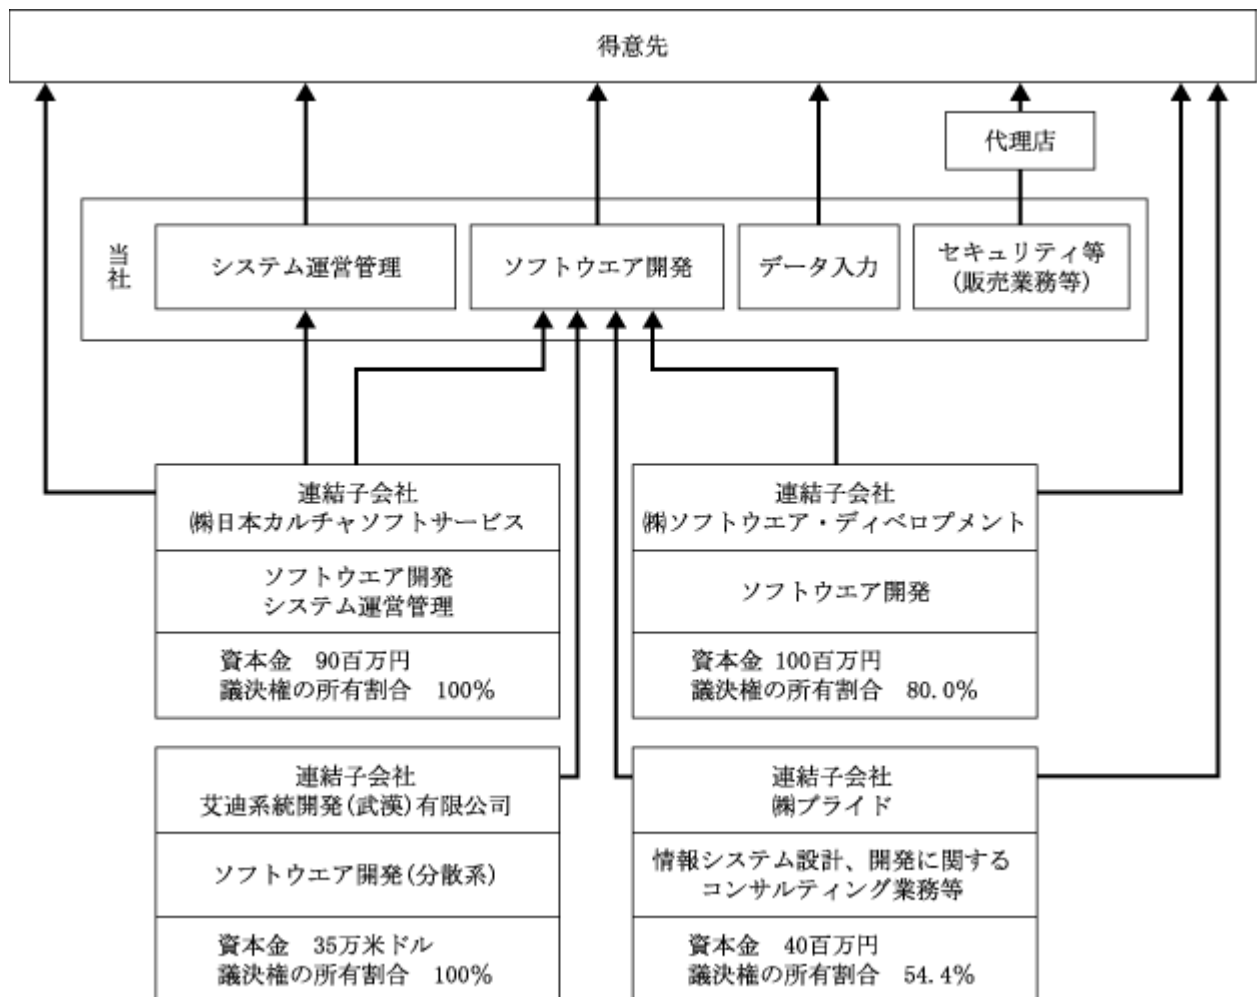 得意先
代理店
当社
システム運営管理
ソフトウエア開発
データ入力
セキュリティ等
(販売業務等)
連結子会社
㈱日本カルチャソフトサービス
ソフトウエア開発
システム運営管理
資本金　90百万円
議決権の所有割合　100%
連結子会社
㈱ソフトウエア・ディベロプメント
ソフトウエア開発
資本金 100百万円
議決権の所有割合　80.0%
連結子会社
艾迪系統開発(武漢)有限公司
ソフトウエア開発(分散系)
資本金　35万米ドル
議決権の所有割合　100%
連結子会社
㈱プライド
情報システム設計、開発に関する
コンサルティング業務等
資本金　40百万円
議決権の所有割合　54.4%